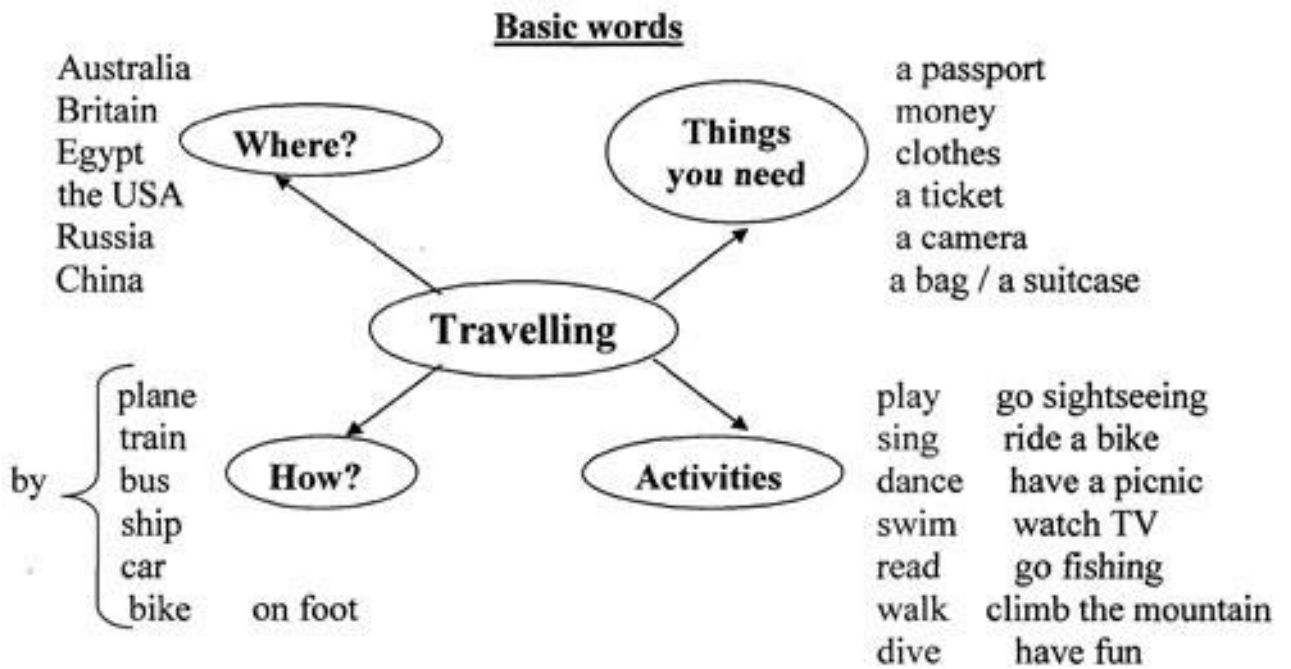 Basic words
Australia
Britain
Egypt
the USA
Russia
China
Where?
Things
you need
a passport
money
clothes
a ticket
a camera
a bag / a suitcase
Travelling
by
plane
train
bus
ship
car
bike on foot
How?
Activities
play go sightseeing
sing ride a bike
dance have a picnic
swim watch TV
read go fishing
walk climb the mountain
dive have fun